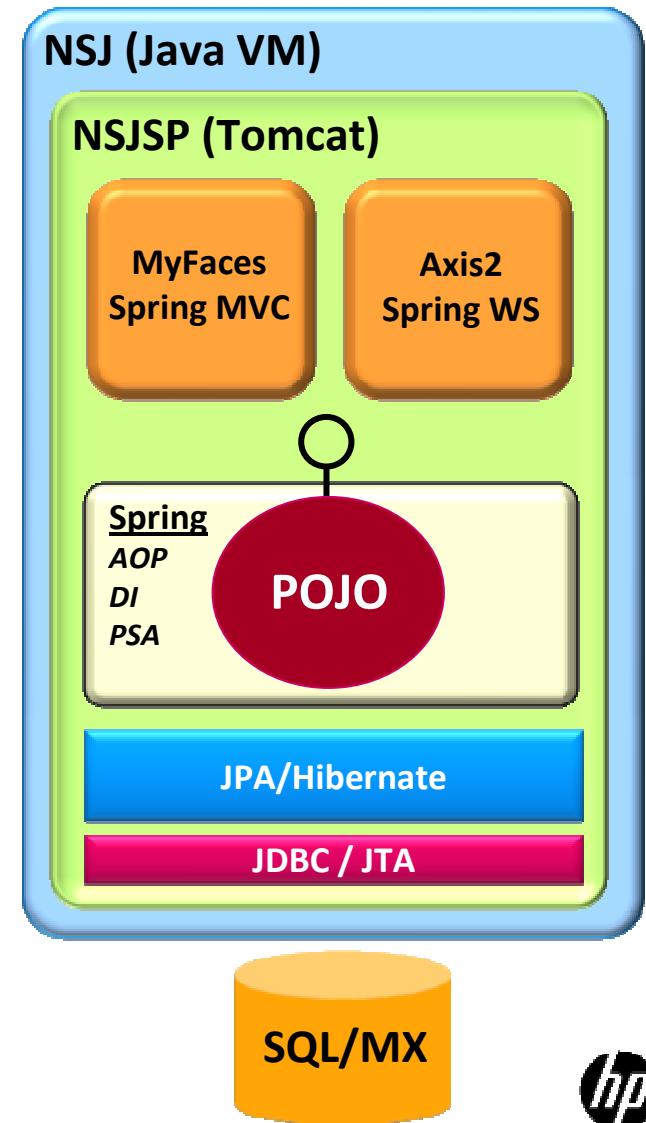 NSJ (Java VM)
NSJSP (Tomcat)
MyFaces
Spring MVC
Axis2
Spring WS
Spring
AOP
DI
PSA
POJO
JPA/Hibernate
JDBC / JTA
SQL/MX
hp